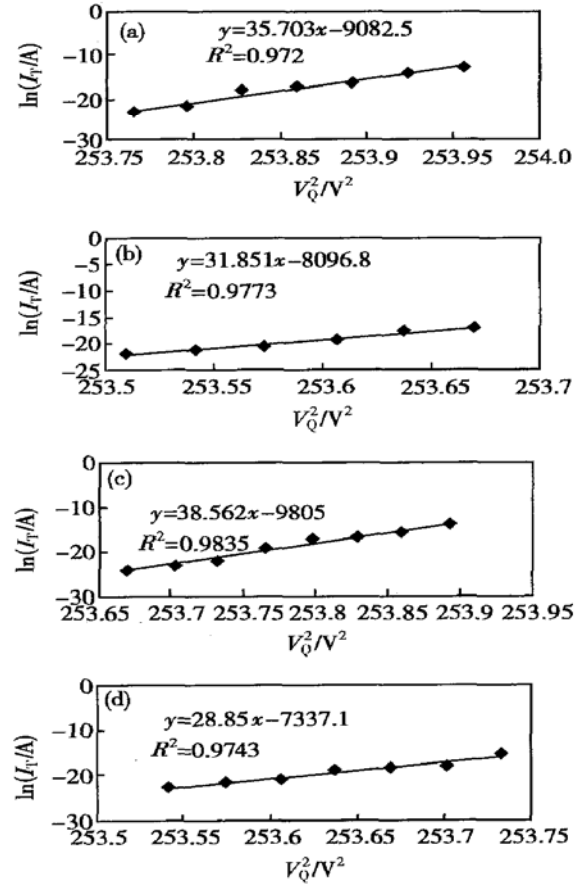 (a)
y=35.703x−9082.5
R²=0.972
ln(I_T/A)
0
−10
−20
−30
253.75 253.8 253.85 253.9 253.95 254.0
V_Q²/V²
(b)
y=31.851x−8096.8
R²=0.9773
ln(I_T/A)
0
−5
−10
−15
−20
−25
253.5 253.55 253.6 253.65 253.7
V_Q²/V²
(c)
y=38.562x−9805
R²=0.9835
ln(I_T/A)
0
−10
−20
−30
253.65 253.7 253.75 253.8 253.85 253.9 253.95
V_Q²/V²
(d)
y=28.85x−7337.1
R²=0.9743
ln(I_T/A)
0
−10
−20
−30
253.5 253.55 253.6 253.65 253.7 253.75
V_Q²/V²